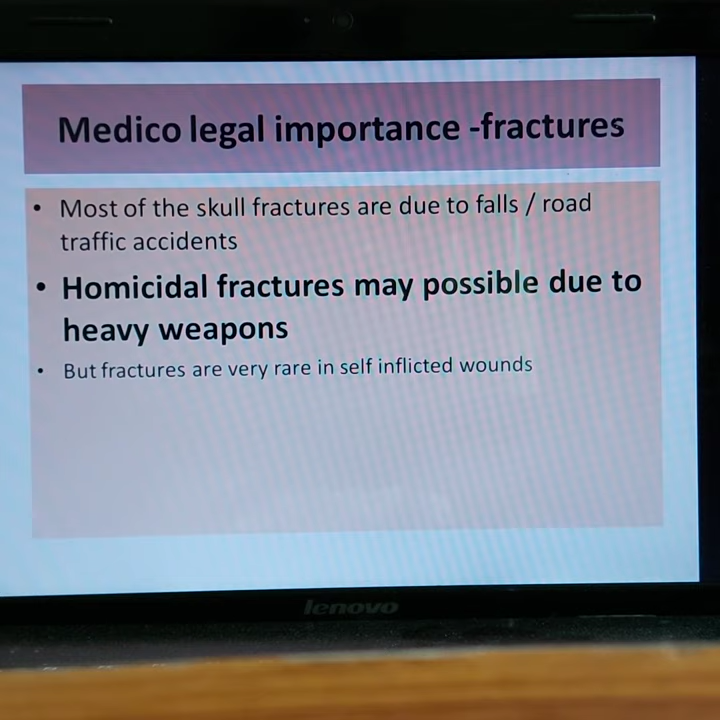 Medico legal importance -fractures
• Most of the skull fractures are due to falls / road
traffic accidents
• Homicidal fractures may possible due to
heavy weapons
• But fractures are very rare in self inflicted wounds
lenovo